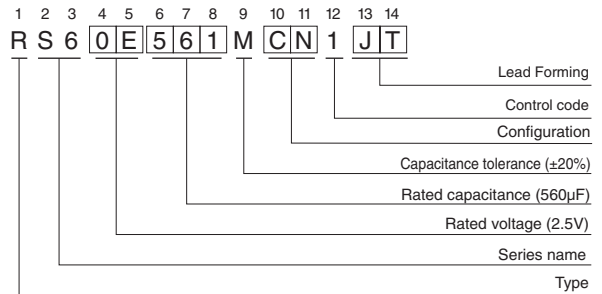 1 2 3 4 5 6 7 8 9 10 11 12 13 14
R S 6 0 E 5 6 1 M C N 1 J T
Lead Forming
Control code
Configuration
Capacitance tolerance (±20%)
Rated capacitance (560µF)
Rated voltage (2.5V)
Series name
Type